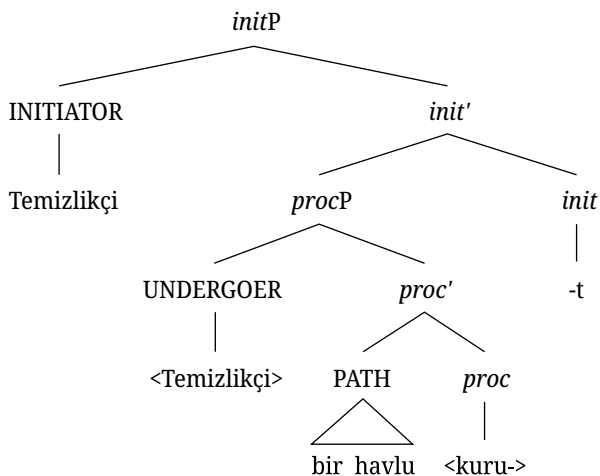 initP
INITIATOR init'
Temizlikçi procP init
UNDERGOER proc' -t
<Temizlikçi> PATH proc
bir havlu <kuru->